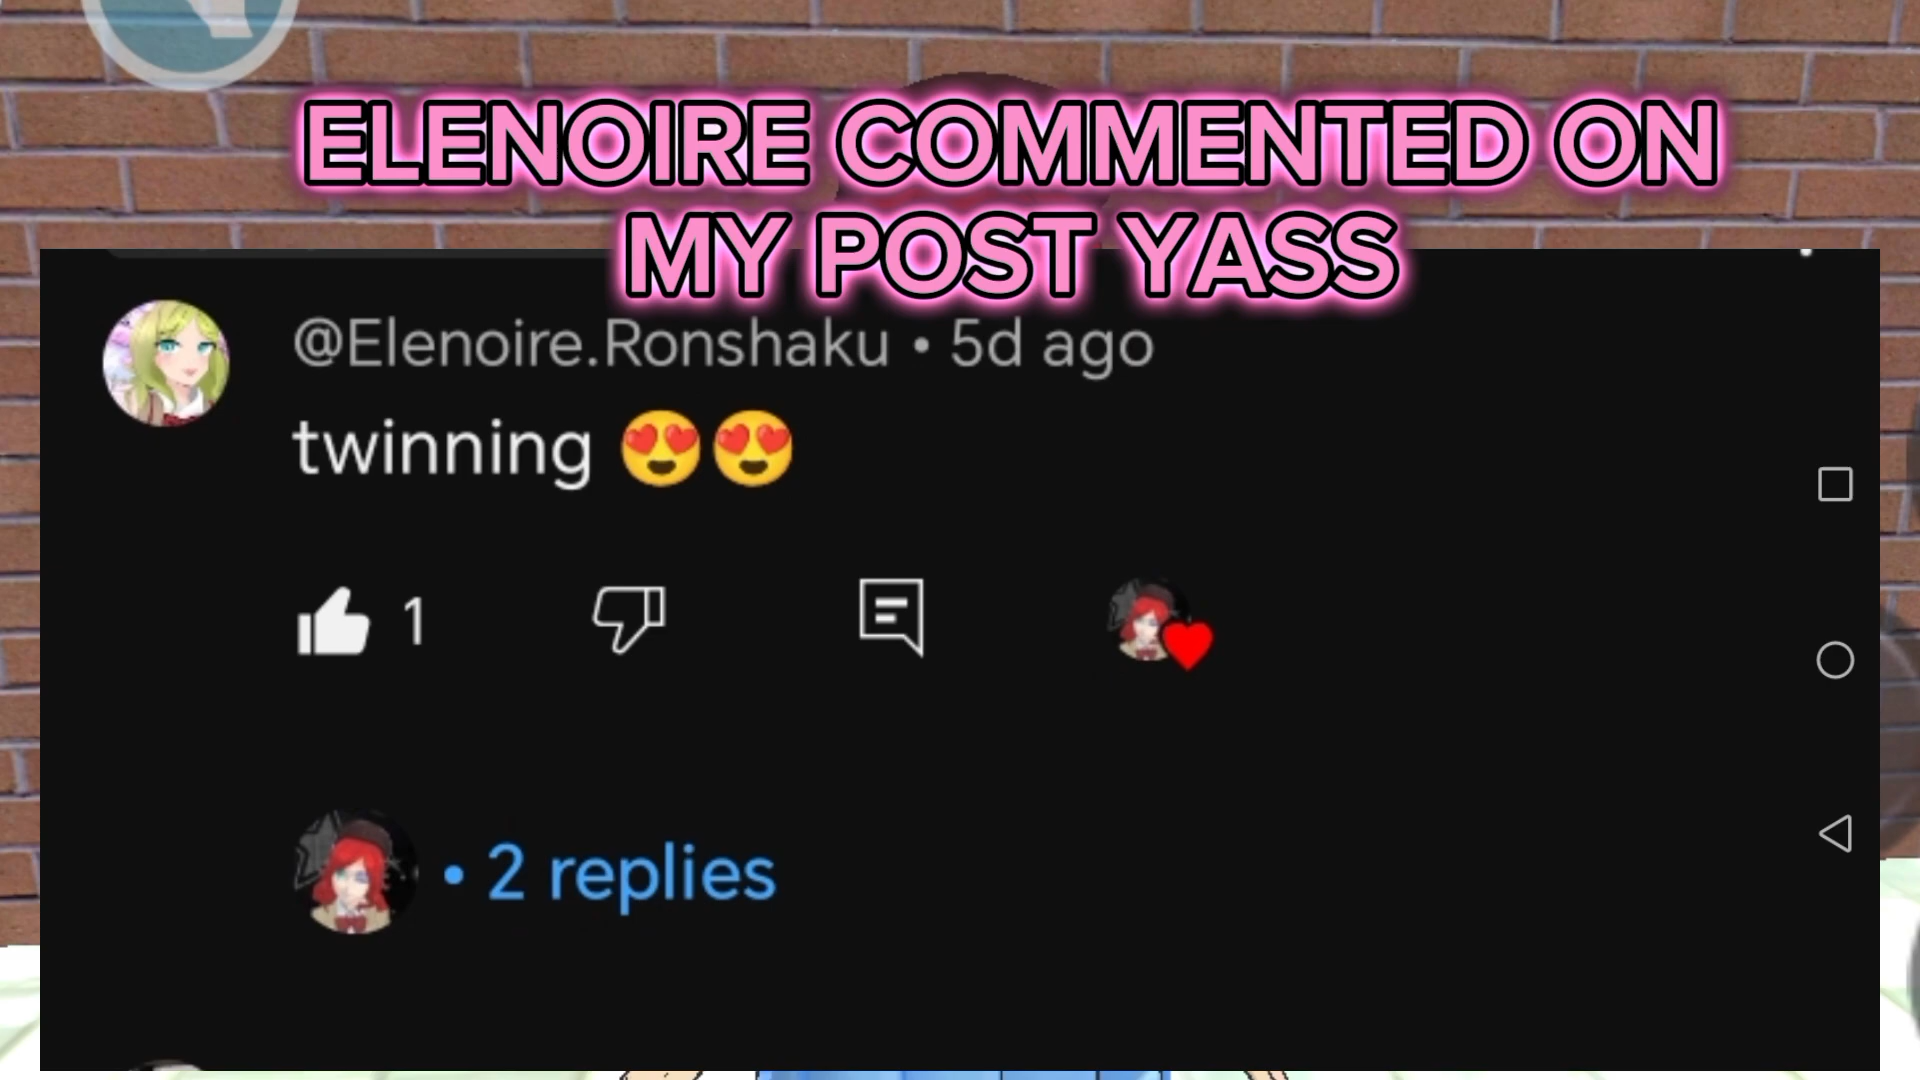 ELENOIRE COMMENTED ON
MY POST YASS
@Elenoire.Ronshaku • 5d ago
twinning 😍😍
1
• 2 replies